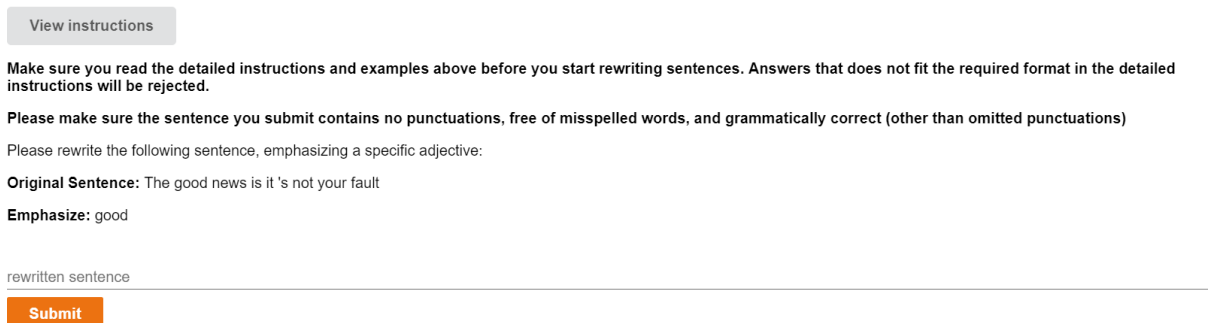 View instructions
Make sure you read the detailed instructions and examples above before you start rewriting sentences. Answers that does not fit the required format in the detailed
instructions will be rejected.
Please make sure the sentence you submit contains no punctuations, free of misspelled words, and grammatically correct (other than omitted punctuations)
Please rewrite the following sentence, emphasizing a specific adjective:
Original Sentence: The good news is it 's not your fault
Emphasize: good
rewritten sentence
Submit